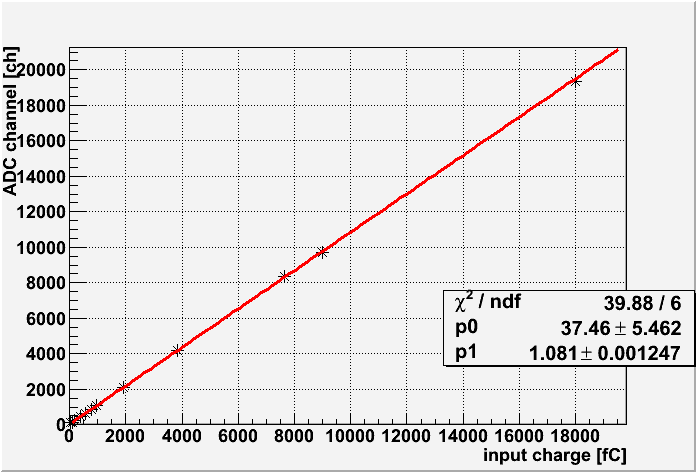 ADC channel [ch]
20000
18000
16000
14000
12000
10000
8000
6000
4000
2000
0
0 2000 4000 6000 8000 10000 12000 14000 16000 18000
input charge [fC]
χ² / ndf 39.88 / 6
p0 37.46 ± 5.462
p1 1.081 ± 0.001247